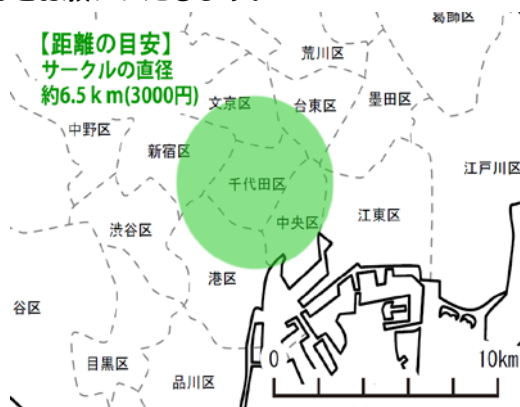 葛飾区
【距離の目安】
サークルの直径
約6.5ｋm(3000円)
荒川区
文京区
台東区
墨田区
中野区
新宿区
江戸川区
千代田区
渋谷区
中央区
江東区
港区
谷区
目黒区
品川区
0
10km